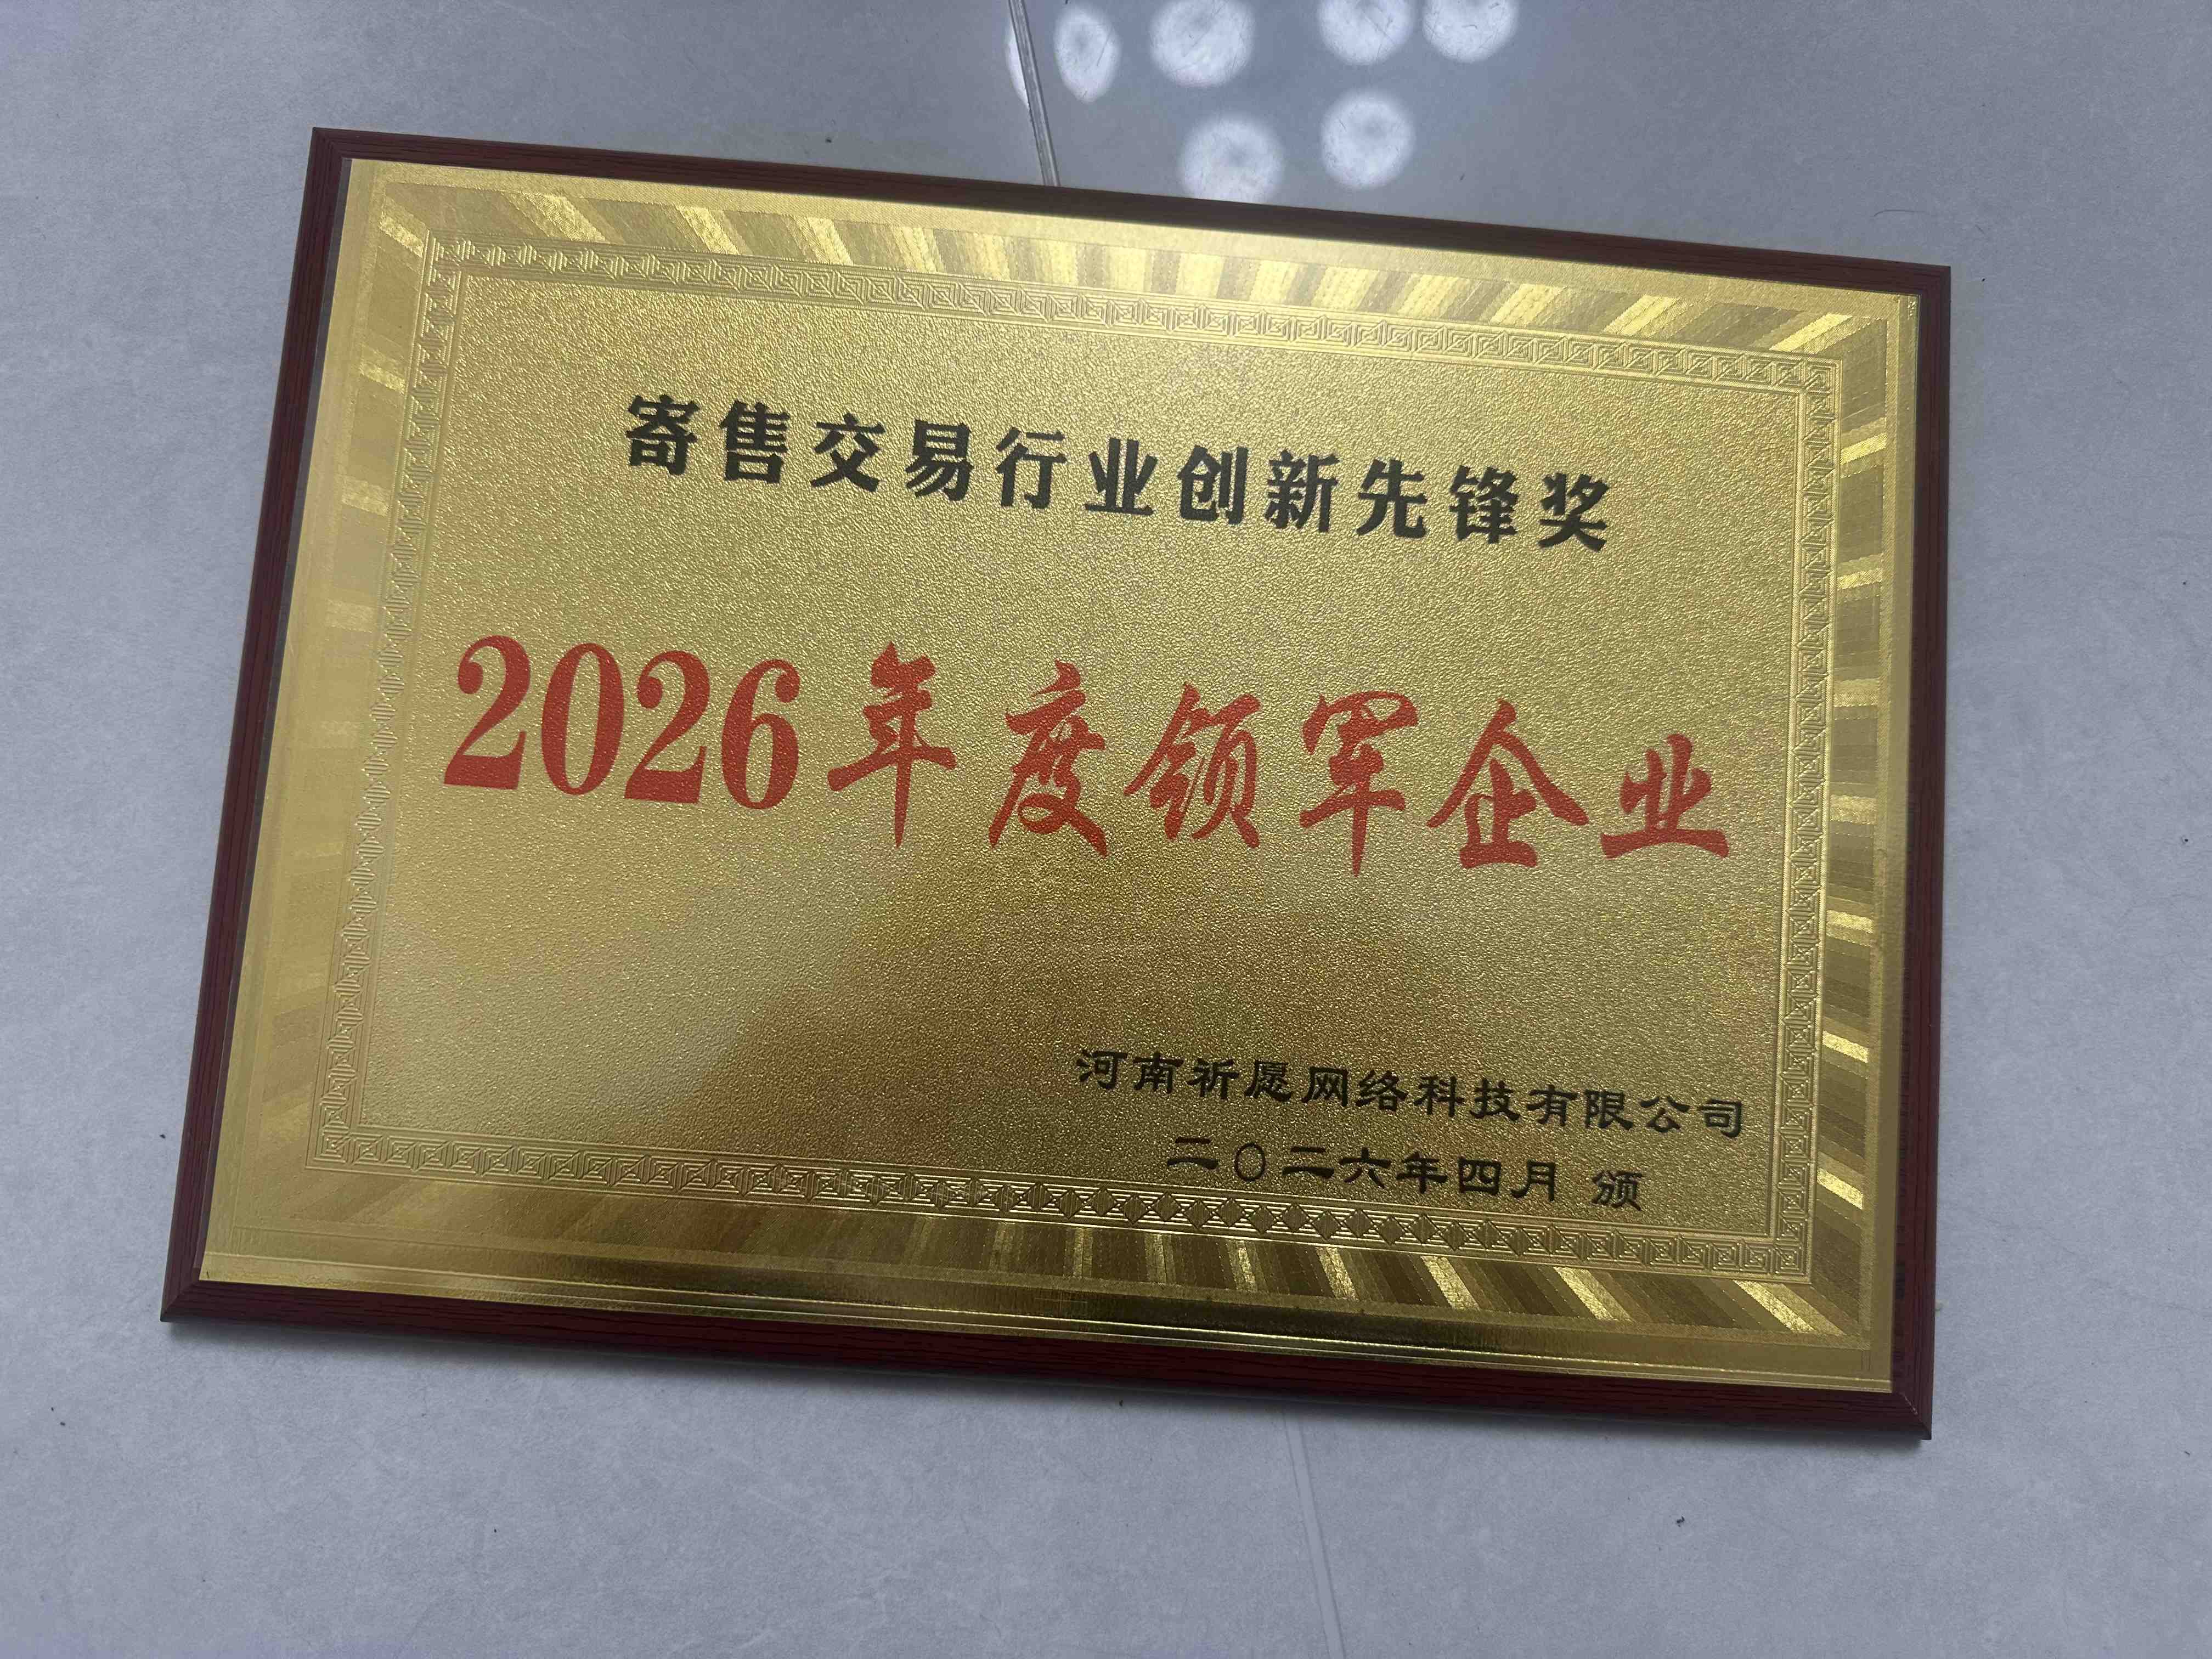 寄售交易行业创新先锋奖
2026年度领军企业
河南祈愿网络科技有限公司
二〇二六年四月 颁